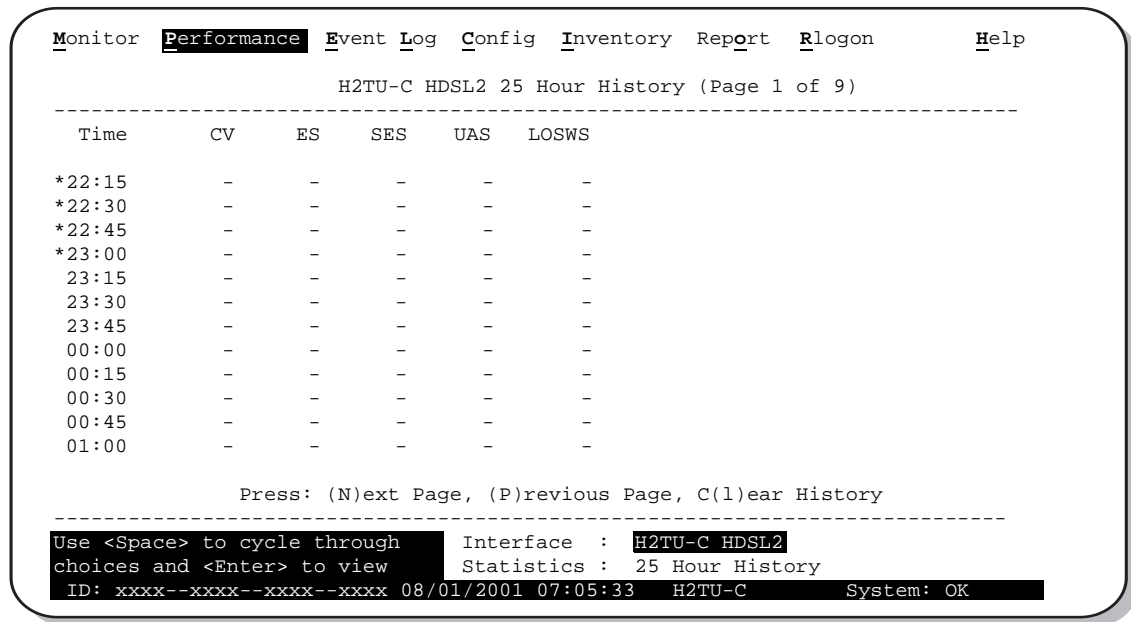 Monitor Performance Event Log Config Inventory Report Rlogon Help
H2TU-C HDSL2 25 Hour History (Page 1 of 9)
------------------------------------------------------------------------------
Time CV ES SES UAS LOSWS
*22:15 - - - - -
*22:30 - - - - -
*22:45 - - - - -
*23:00 - - - - -
23:15 - - - - -
23:30 - - - - -
23:45 - - - - -
00:00 - - - - -
00:15 - - - - -
00:30 - - - - -
00:45 - - - - -
01:00 - - - - -
Press: (N)ext Page, (P)revious Page, C(l)ear History
-----------------------------------------------------------------------------
Use <Space> to cycle through Interface : H2TU-C HDSL2
choices and <Enter> to view Statistics : 25 Hour History
ID: xxxx--xxxx--xxxx--xxxx 08/01/2001 07:05:33 H2TU-C System: OK